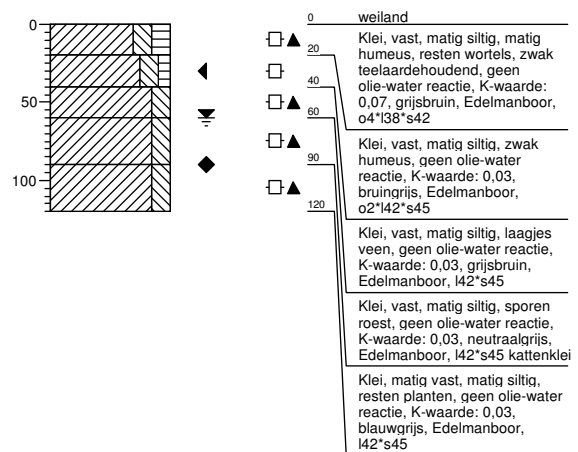 0
50
100
0
20
40
60
90
120
weiland
Klei, vast, matig siltig, matig
humeus, resten wortels, zwak
teelaardehoudend, geen
olie-water reactie, K-waarde:
0,07, grijsbruin, Edelmanboor,
o4*l38*s42
Klei, vast, matig siltig, zwak
humeus, geen olie-water
reactie, K-waarde: 0,03,
bruingrijs, Edelmanboor,
o2*l42*s45
Klei, vast, matig siltig, laagjes
veen, geen olie-water reactie,
K-waarde: 0,03, grijsbruin,
Edelmanboor, l42*s45
Klei, vast, matig siltig, sporen
roest, geen olie-water reactie,
K-waarde: 0,03, neutraalgrijs,
Edelmanboor, l42*s45 kattenklei
Klei, matig vast, matig siltig,
resten planten, geen olie-water
reactie, K-waarde: 0,03,
blauwgrijs, Edelmanboor,
l42*s45